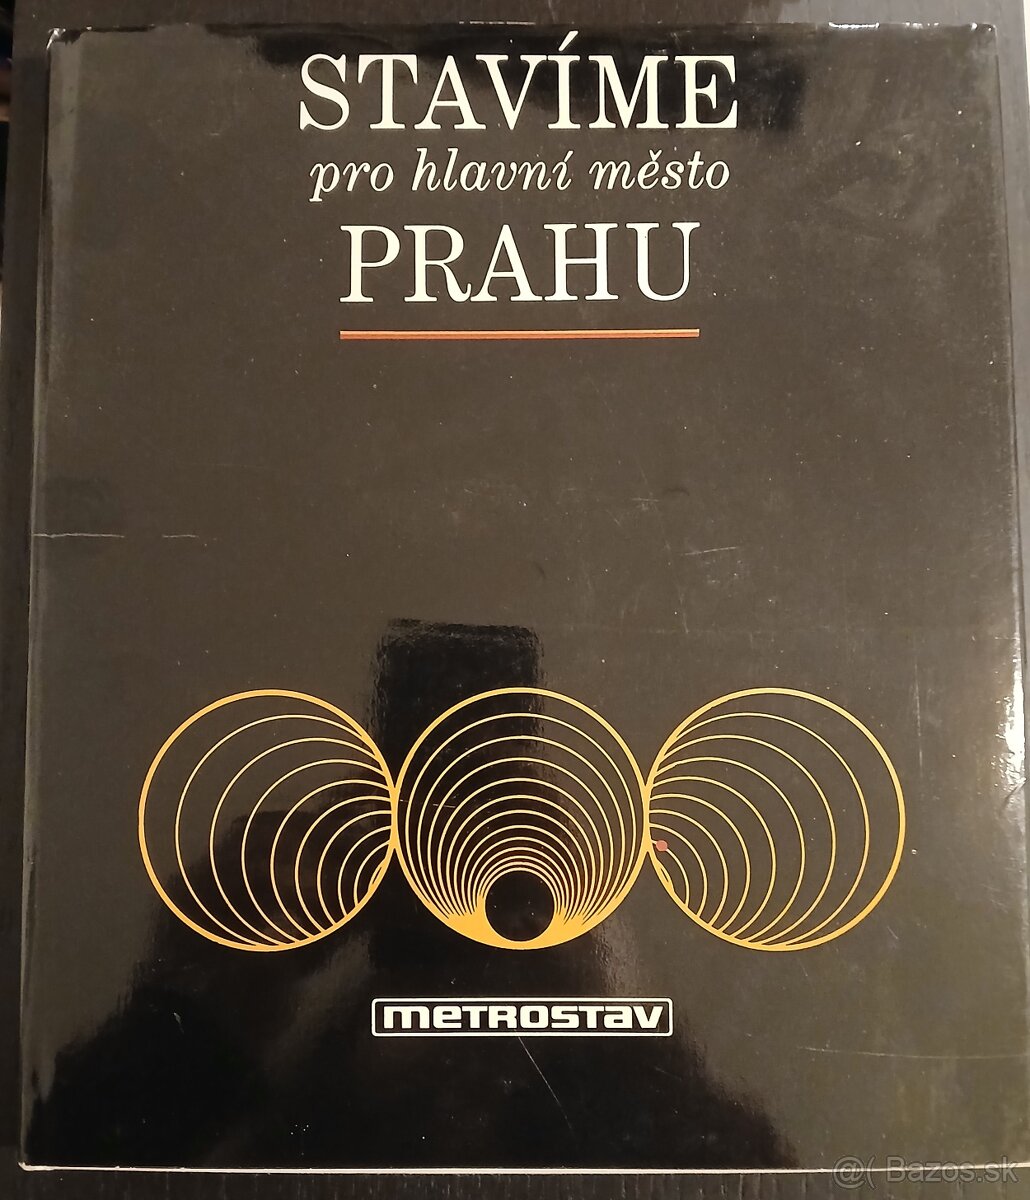 STAVÍME
pro hlavní město
PRAHU
METROSTAV
@( Bazos.sk